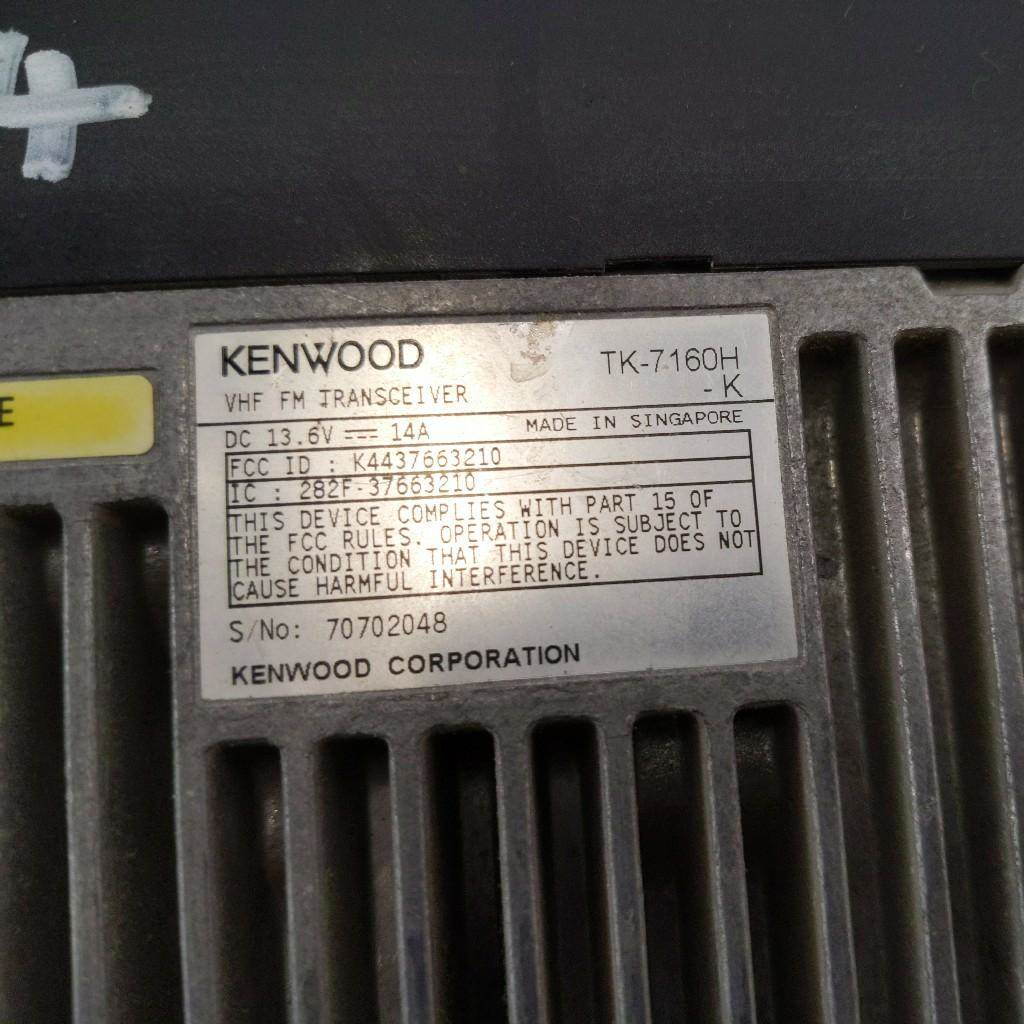 KENWOOD TK-7160H
-K
VHF FM TRANSCEIVER
DC 13.6V ⎓ 14A MADE IN SINGAPORE
FCC ID : K4437663210
IC : 282F-37663210
THIS DEVICE COMPLIES WITH PART 15 OF
THE FCC RULES. OPERATION IS SUBJECT TO
THE CONDITION THAT THIS DEVICE DOES NOT
CAUSE HARMFUL INTERFERENCE.
S/No: 70702048
KENWOOD CORPORATION
E